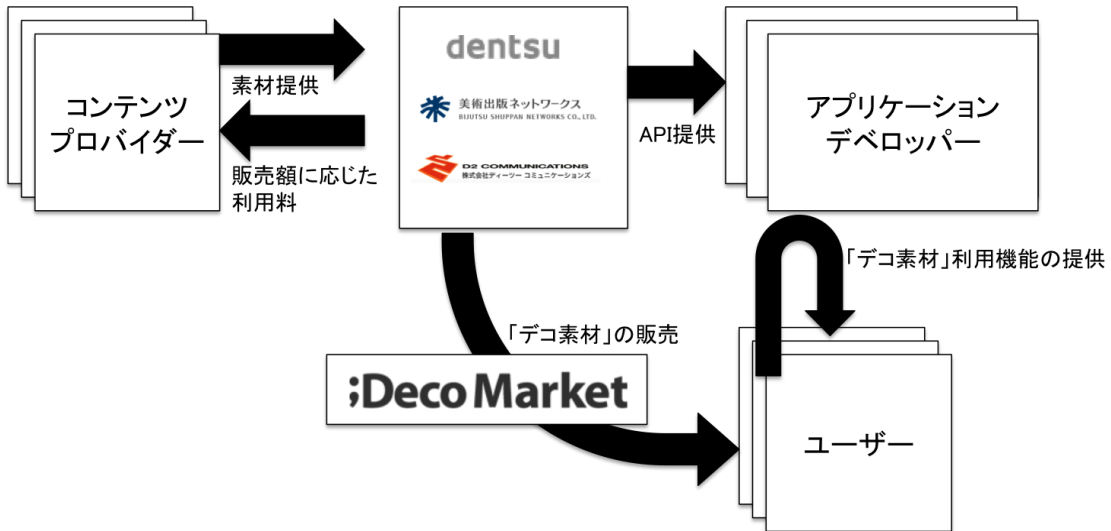 コンテンツ
プロバイダー
素材提供
販売額に応じた
利用料
dentsu
美術出版ネットワークス
BIJUTSU SHUPPAN NETWORKS CO., LTD.
D2 COMMUNICATIONS
株式会社ディーツー コミュニケーションズ
API提供
アプリケーション
デベロッパー
「デコ素材」利用機能の提供
「デコ素材」の販売
;Deco Market
ユーザー